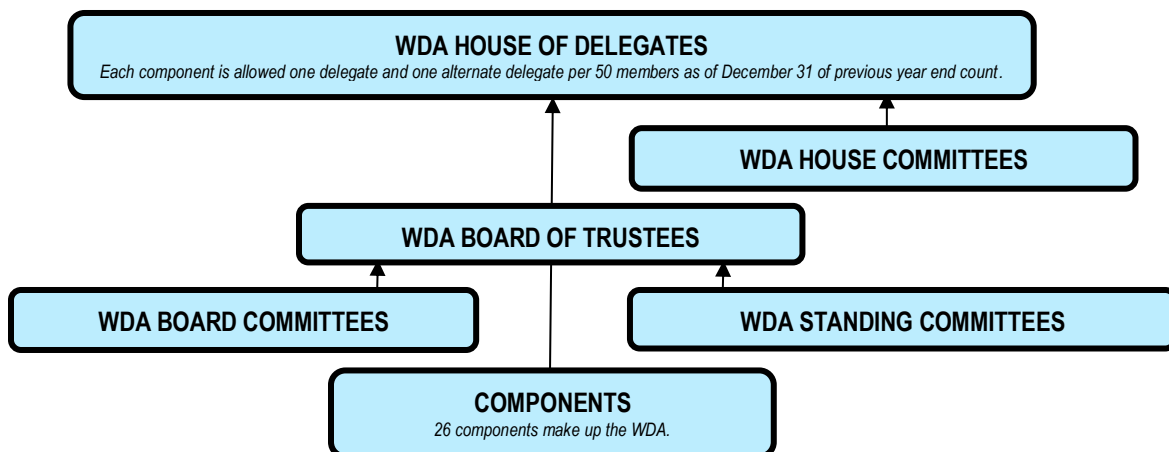 WDA HOUSE OF DELEGATES
Each component is allowed one delegate and one alternate delegate per 50 members as of December 31 of previous year end count.
WDA HOUSE COMMITTEES
WDA BOARD OF TRUSTEES
WDA BOARD COMMITTEES
WDA STANDING COMMITTEES
COMPONENTS
26 components make up the WDA.